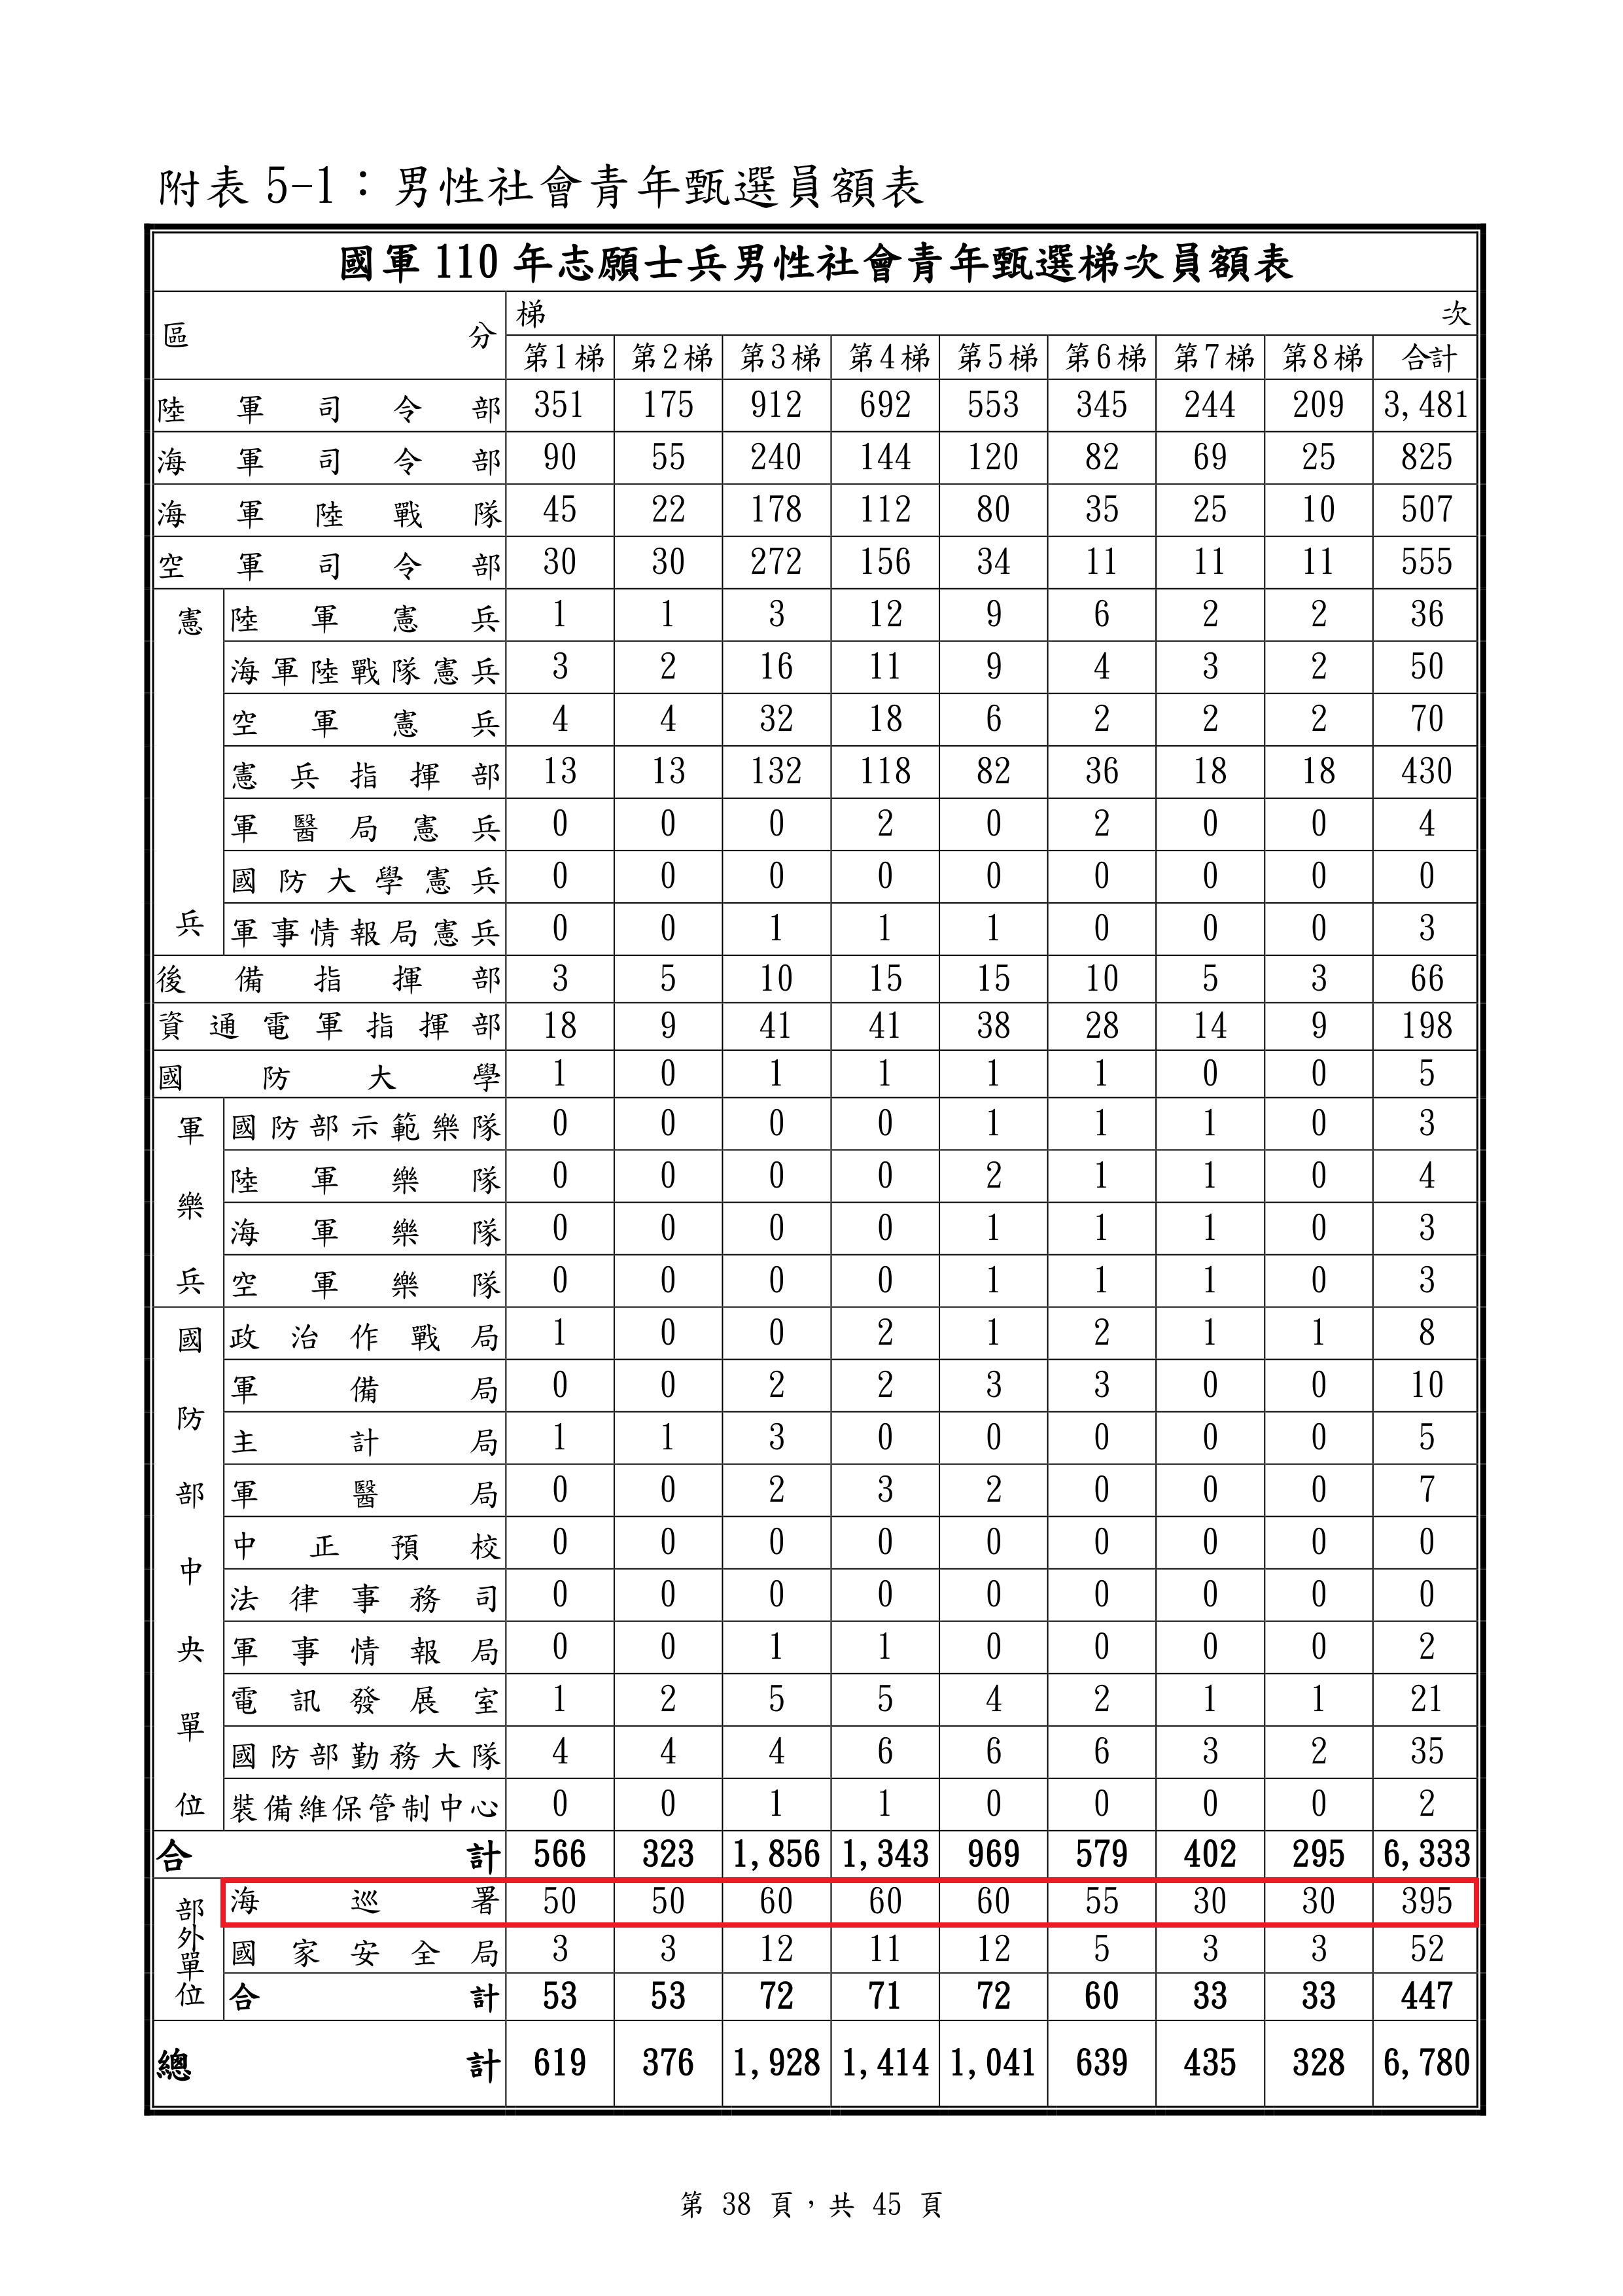 附表 5-1：男性社會青年甄選員額表
國軍 110 年志願士兵男性社會青年甄選梯次員額表
區分 梯次
第1梯 第2梯 第3梯 第4梯 第5梯 第6梯 第7梯 第8梯 合計
陸軍司令部 351 175 912 692 553 345 244 209 3,481
海軍司令部 90 55 240 144 120 82 69 25 825
海軍陸戰隊 45 22 178 112 80 35 25 10 507
空軍司令部 30 30 272 156 34 11 11 11 555
憲兵
陸軍憲兵 1 1 3 12 9 6 2 2 36
海軍陸戰隊憲兵 3 2 16 11 9 4 3 2 50
空軍憲兵 4 4 32 18 6 2 2 2 70
憲兵指揮部 13 13 132 118 82 36 18 18 430
軍醫局憲兵 0 0 0 2 0 2 0 0 4
國防大學憲兵 0 0 0 0 0 0 0 0 0
軍事情報局憲兵 0 0 1 1 1 0 0 0 3
後備指揮部 3 5 10 15 15 10 5 3 66
資通電軍指揮部 18 9 41 41 38 28 14 9 198
國防大學 1 0 1 1 1 1 0 0 5
軍樂兵
國防部示範樂隊 0 0 0 0 1 1 1 0 3
陸軍樂隊 0 0 0 0 2 1 1 0 4
海軍樂隊 0 0 0 0 1 1 1 0 3
空軍樂隊 0 0 0 0 1 1 1 0 3
國防部中央單位
政治作戰局 1 0 0 2 1 2 1 1 8
軍備局 0 0 2 2 3 3 0 0 10
主計局 1 1 3 0 0 0 0 0 5
軍醫局 0 0 2 3 2 0 0 0 7
中正預校 0 0 0 0 0 0 0 0 0
法律事務司 0 0 0 0 0 0 0 0 0
軍事情報局 0 0 1 1 0 0 0 0 2
電訊發展室 1 2 5 5 4 2 1 1 21
國防部勤務大隊 4 4 4 6 6 6 3 2 35
裝備維保管制中心 0 0 1 1 0 0 0 0 2
合計 566 323 1,856 1,343 969 579 402 295 6,333
部外單位
海巡署 50 50 60 60 60 55 30 30 395
國家安全局 3 3 12 11 12 5 3 3 52
合計 53 53 72 71 72 60 33 33 447
總計 619 376 1,928 1,414 1,041 639 435 328 6,780
第 38 頁，共 45 頁